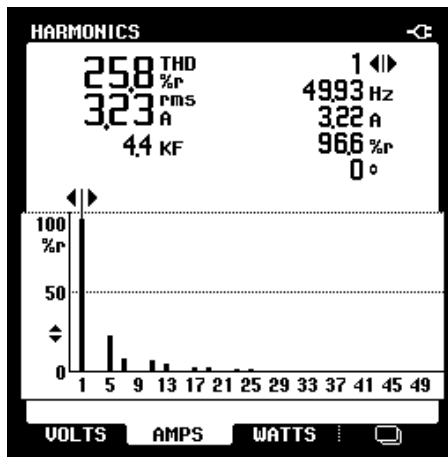 HARMONICS
25.8 THD %r
3.23 rms A
4.4 KF
1
49.93 Hz
3.22 A
96.6 %r
0 °
100
%r
50
0
1 5 9 13 17 21 25 29 33 37 41 45 49
VOLTS AMPS WATTS